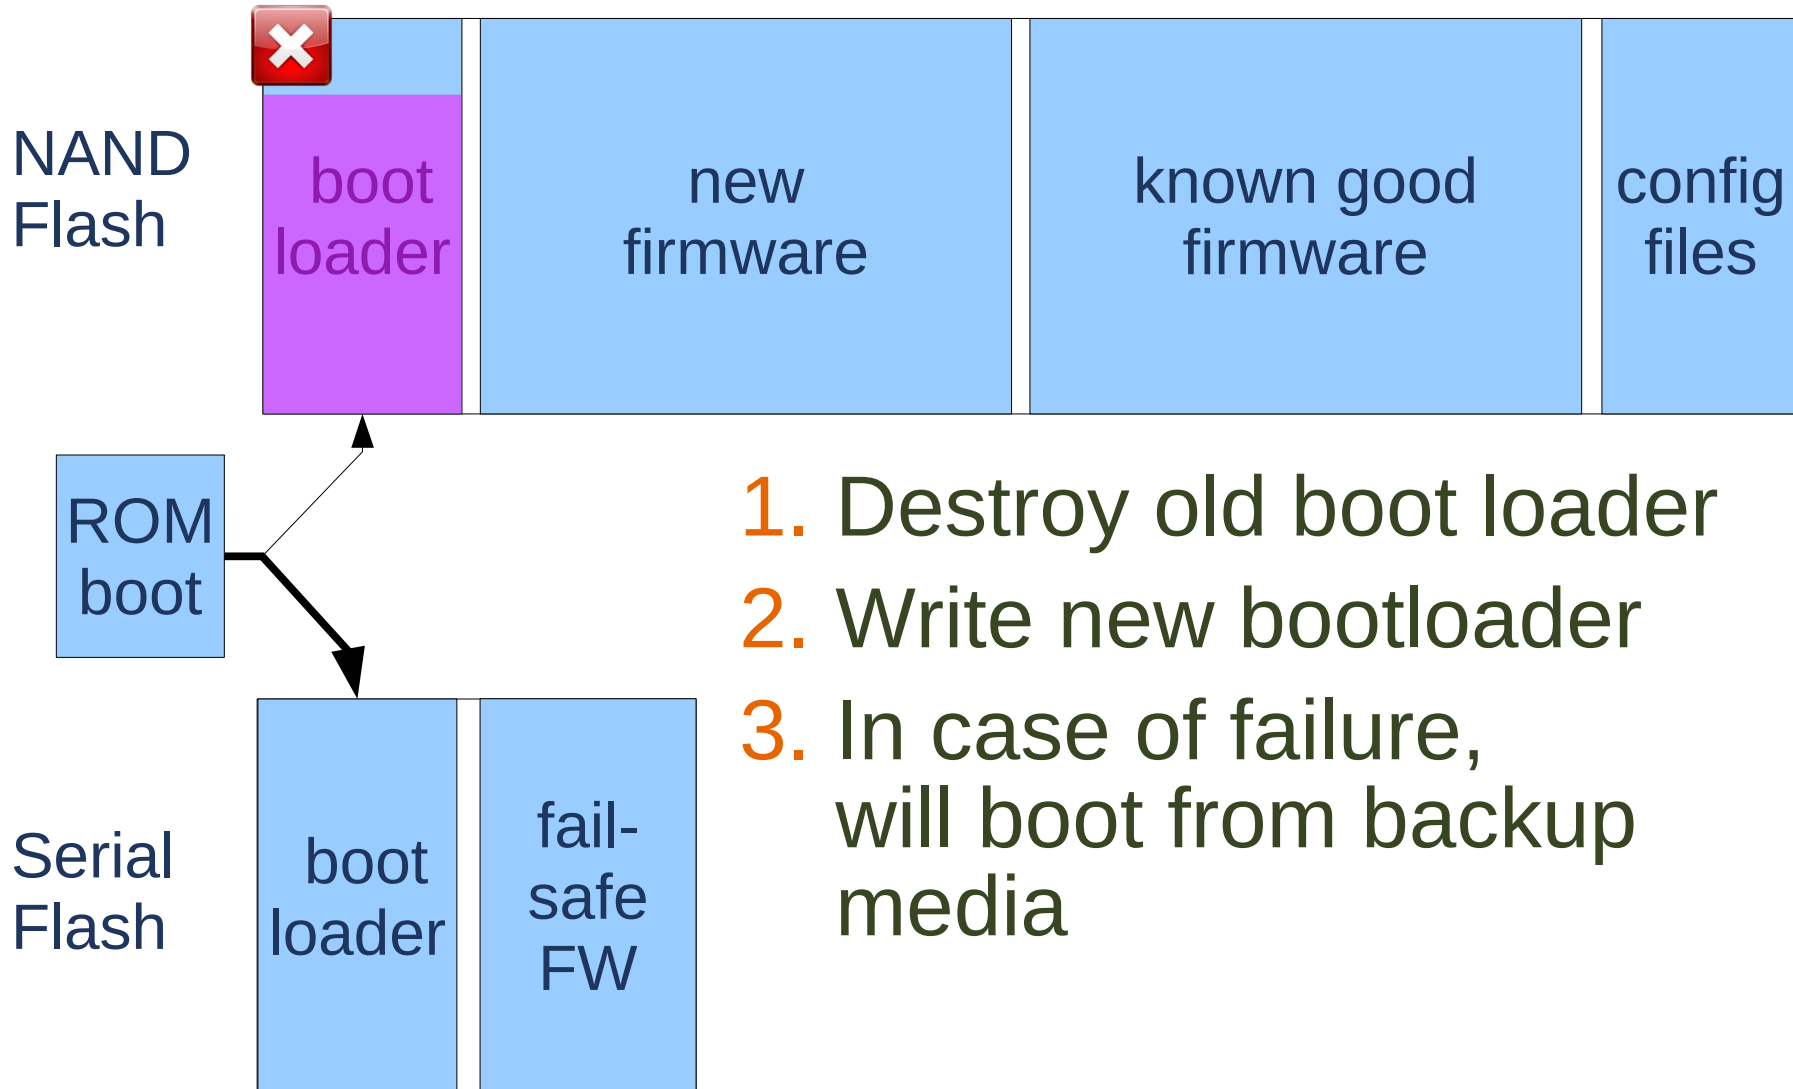 NAND
Flash
boot
loader
new
firmware
known good
firmware
config
files
ROM
boot
1. Destroy old boot loader
2. Write new bootloader
3. In case of failure,
will boot from backup
media
Serial
Flash
boot
loader
fail-
safe
FW